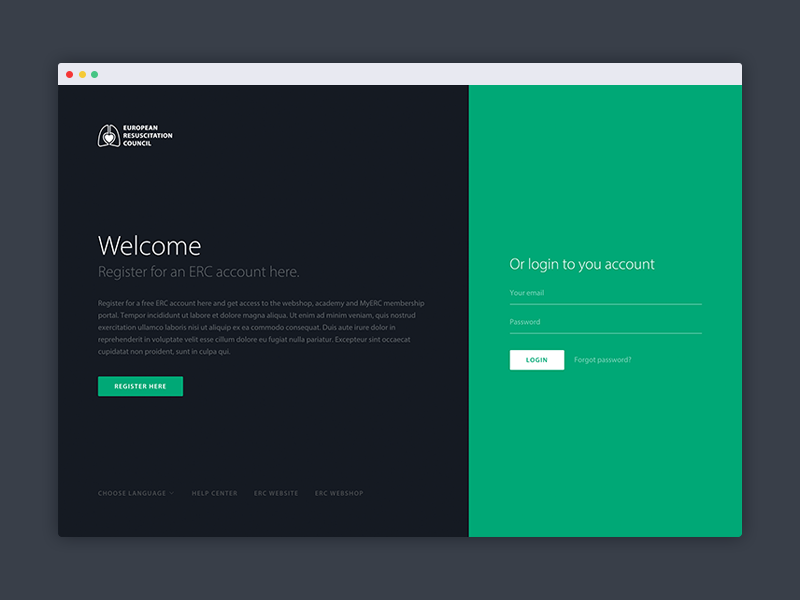 EUROPEAN
RESUSCITATION
COUNCIL
Welcome
Register for an ERC account here.
Register for a free ERC account here and get access to the webshop, academy and MyERC membership
portal. Tempor incididunt ut labore et dolore magna aliqua. Ut enim ad minim veniam, quis nostrud
exercitation ullamco laboris nisi ut aliquip ex ea commodo consequat. Duis aute irure dolor in
reprehenderit in voluptate velit esse cillum dolore eu fugiat nulla pariatur. Excepteur sint occaecat
cupidatat non proident, sunt in culpa qui.
REGISTER HERE
CHOOSE LANGUAGE HELP CENTER ERC WEBSITE ERC WEBSHOP
Or login to you account
Your email
Password
LOGIN Forgot password?